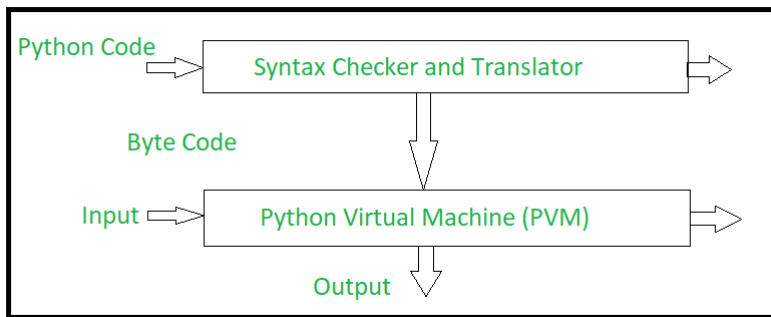 Python Code
Syntax Checker and Translator
Byte Code
Input
Python Virtual Machine (PVM)
Output